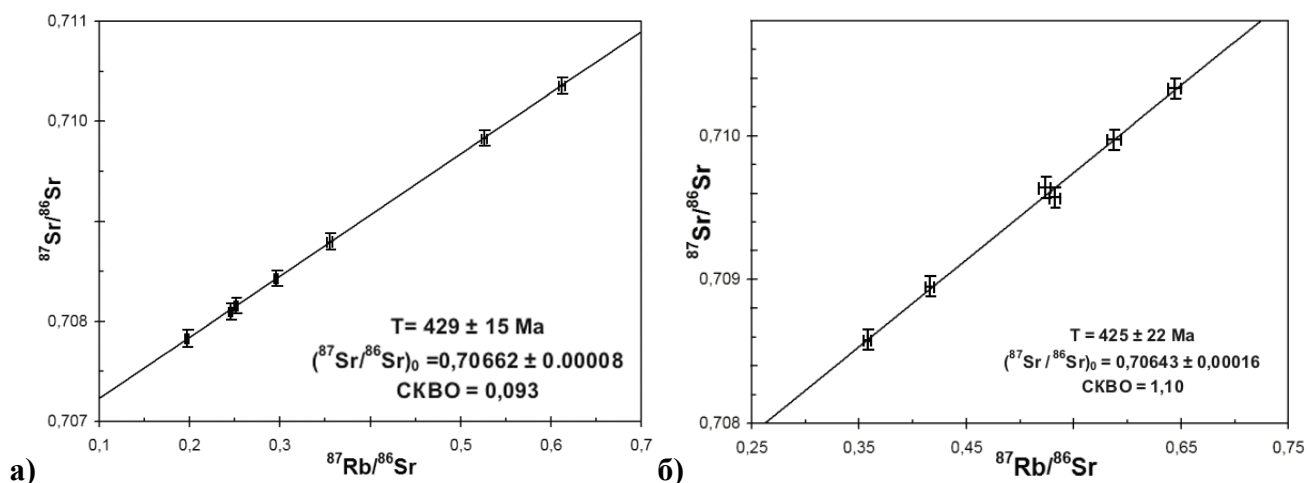 0,711
0,710
0,709
0,708
0,707
⁸⁷Sr/⁸⁶Sr
T= 429 ± 15 Ma
(⁸⁷Sr/⁸⁶Sr)₀ =0,70662 ± 0.00008
СКВО = 0,093
0,1 0,2 0,3 0,4 0,5 0,6 0,7
⁸⁷Rb/⁸⁶Sr
а)
0,710
0,709
0,708
⁸⁷Sr/⁸⁶Sr
T = 425 ± 22 Ma
(⁸⁷Sr /⁸⁶Sr)₀ = 0,70643 ± 0,00016
СКВО = 1,10
0,25 0,35 0,45 0,55 0,65 0,75
⁸⁷Rb/⁸⁶Sr
б)